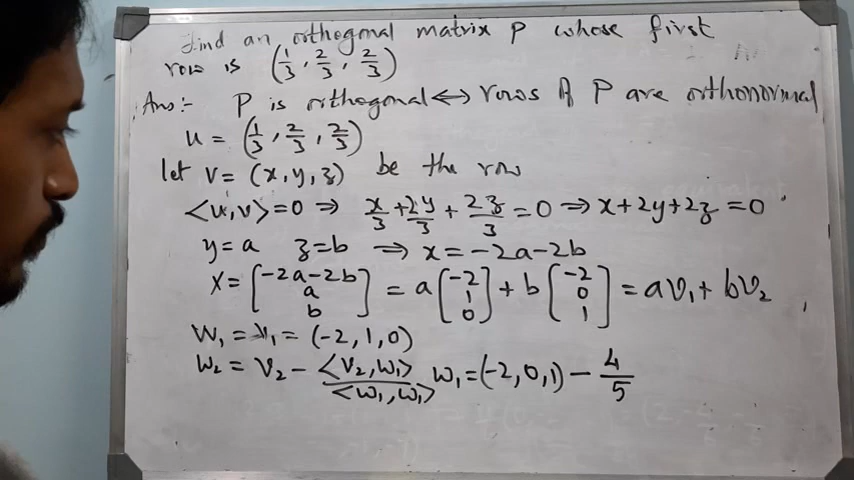 Find an orthogonal matrix P whose first
row is (1/3, 2/3, 2/3)
Ans:- P is orthogonal ⟷ rows of P are orthonormal
u = (1/3, 2/3, 2/3)
let v = (x, y, z) be the row
<u,v> = 0 ⇒ x/3 + 2y/3 + 2z/3 = 0 ⇒ x+2y+2z = 0
y = a z = b ⇒ x = -2a-2b
X = [-2a-2b a b] = a[-2 1 0] + b[-2 0 1] = av₁ + bv₂
W₁ = v₁ = (-2, 1, 0)
W₂ = v₂ - <v₂,w₁>/<w₁,w₁> w₁ = (-2, 0, 1) - 4/5